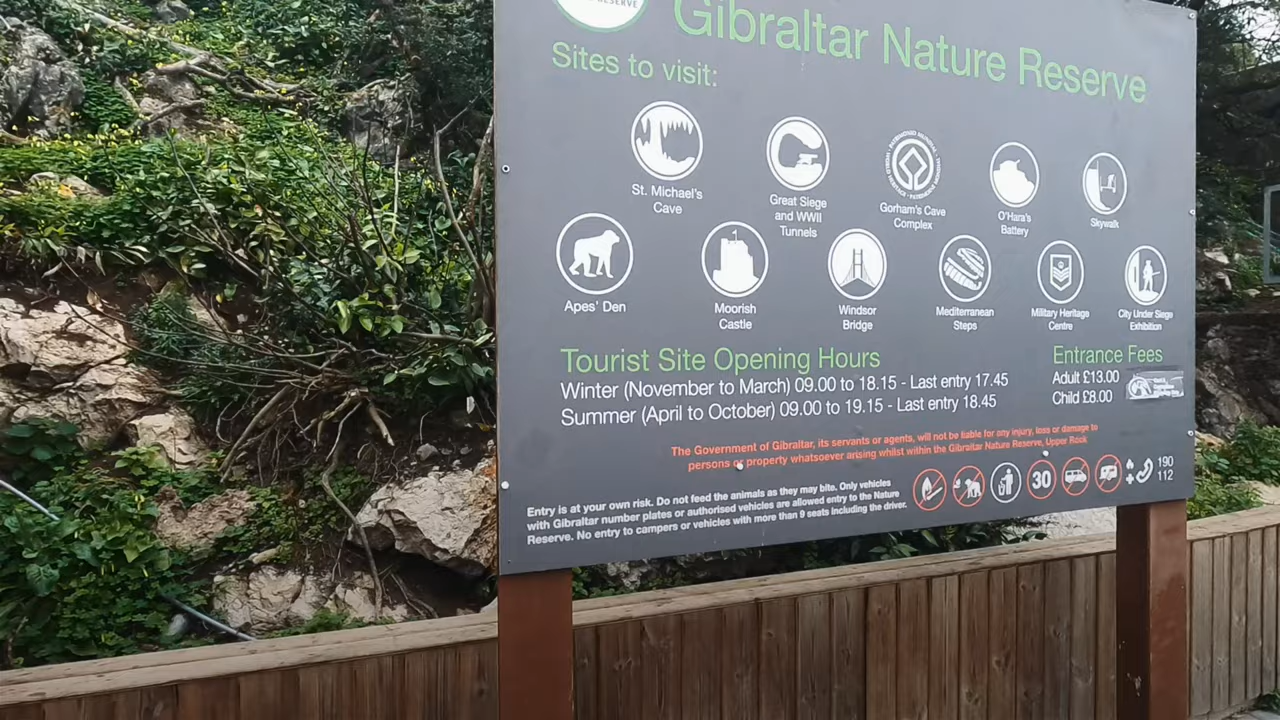 RESERVE
Gibraltar Nature Reserve
Sites to visit:
St. Michael's
Cave
Great Siege
and WWII
Tunnels
Gorham's Cave
Complex
O'Hara's
Battery
Skywalk
Apes' Den
Moorish
Castle
Windsor
Bridge
Mediterranean
Steps
Military Heritage
Centre
City Under Siege
Exhibition
Tourist Site Opening Hours
Winter (November to March) 09.00 to 18.15 - Last entry 17.45
Summer (April to October) 09.00 to 19.15 - Last entry 18.45
Entrance Fees
Adult £13.00
Child £8.00
The Government of Gibraltar, its servants or agents, will not be liable for any injury, loss or damage to
persons or property whatsoever arising whilst within the Gibraltar Nature Reserve, Upper Rock
Entry is at your own risk. Do not feed the animals as they may bite. Only vehicles
with Gibraltar number plates or authorised vehicles are allowed entry to the Nature
Reserve. No entry to campers or vehicles with more than 9 seats including the driver.
30
190
112